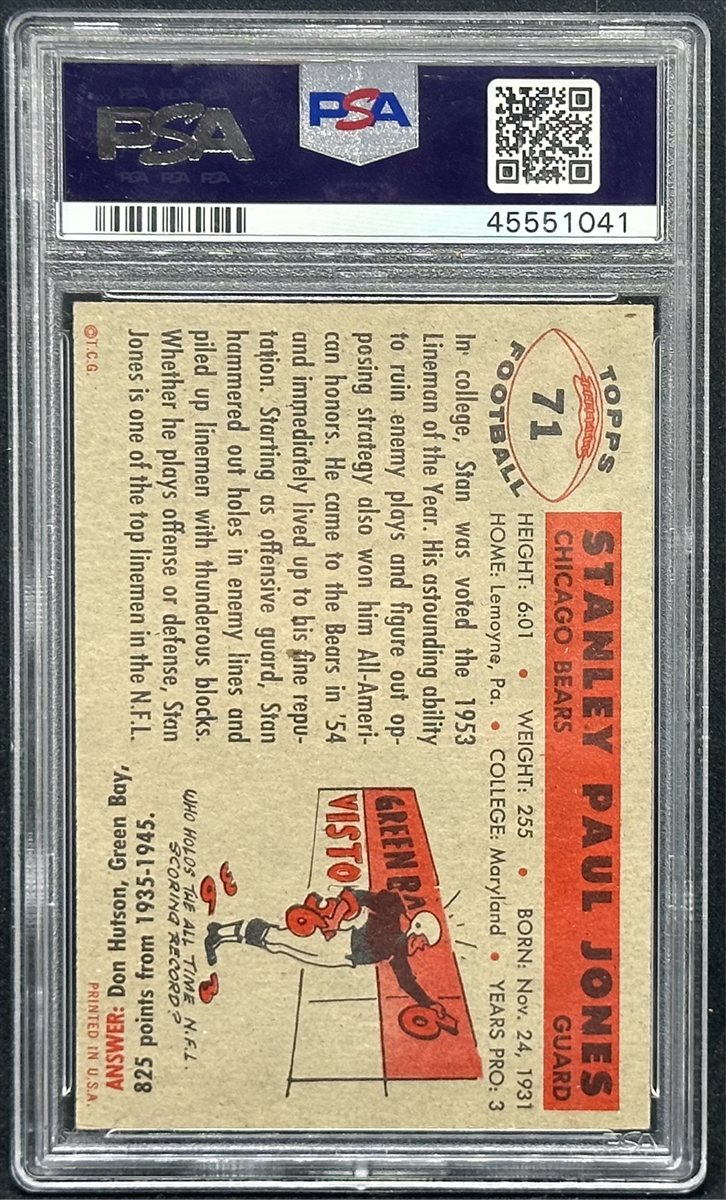 PSA
PSA
PSA PSA PSA
45551041
TOPPS
71
FOOTBALL
STANLEY PAUL JONES
CHICAGO BEARS GUARD
HEIGHT: 6:01 • WEIGHT: 255 • BORN: Nov. 24, 1931
HOME: Lemoyne, Pa. • COLLEGE: Maryland • YEARS PRO: 3
In college, Stan was voted the 1953
Lineman of the Year. His astounding ability
to ruin enemy plays and figure out op-
posing strategy also won him All-Ameri-
can honors. He came to the Bears in '54
and immediately lived up to his fine repu-
tation. Starting as offensive guard, Stan
hammered out holes in enemy lines and
piled up linemen with thunderous blocks.
Whether he plays offense or defense, Stan
Jones is one of the top linemen in the N.F.L.
GREEN BA
VISTO
WHO HOLDS THE ALL TIME N.F.L.
SCORING RECORD?
ANSWER: Don Hutson, Green Bay,
825 points from 1935-1945.
©T.C.G.
PRINTED IN U.S.A.
PSA